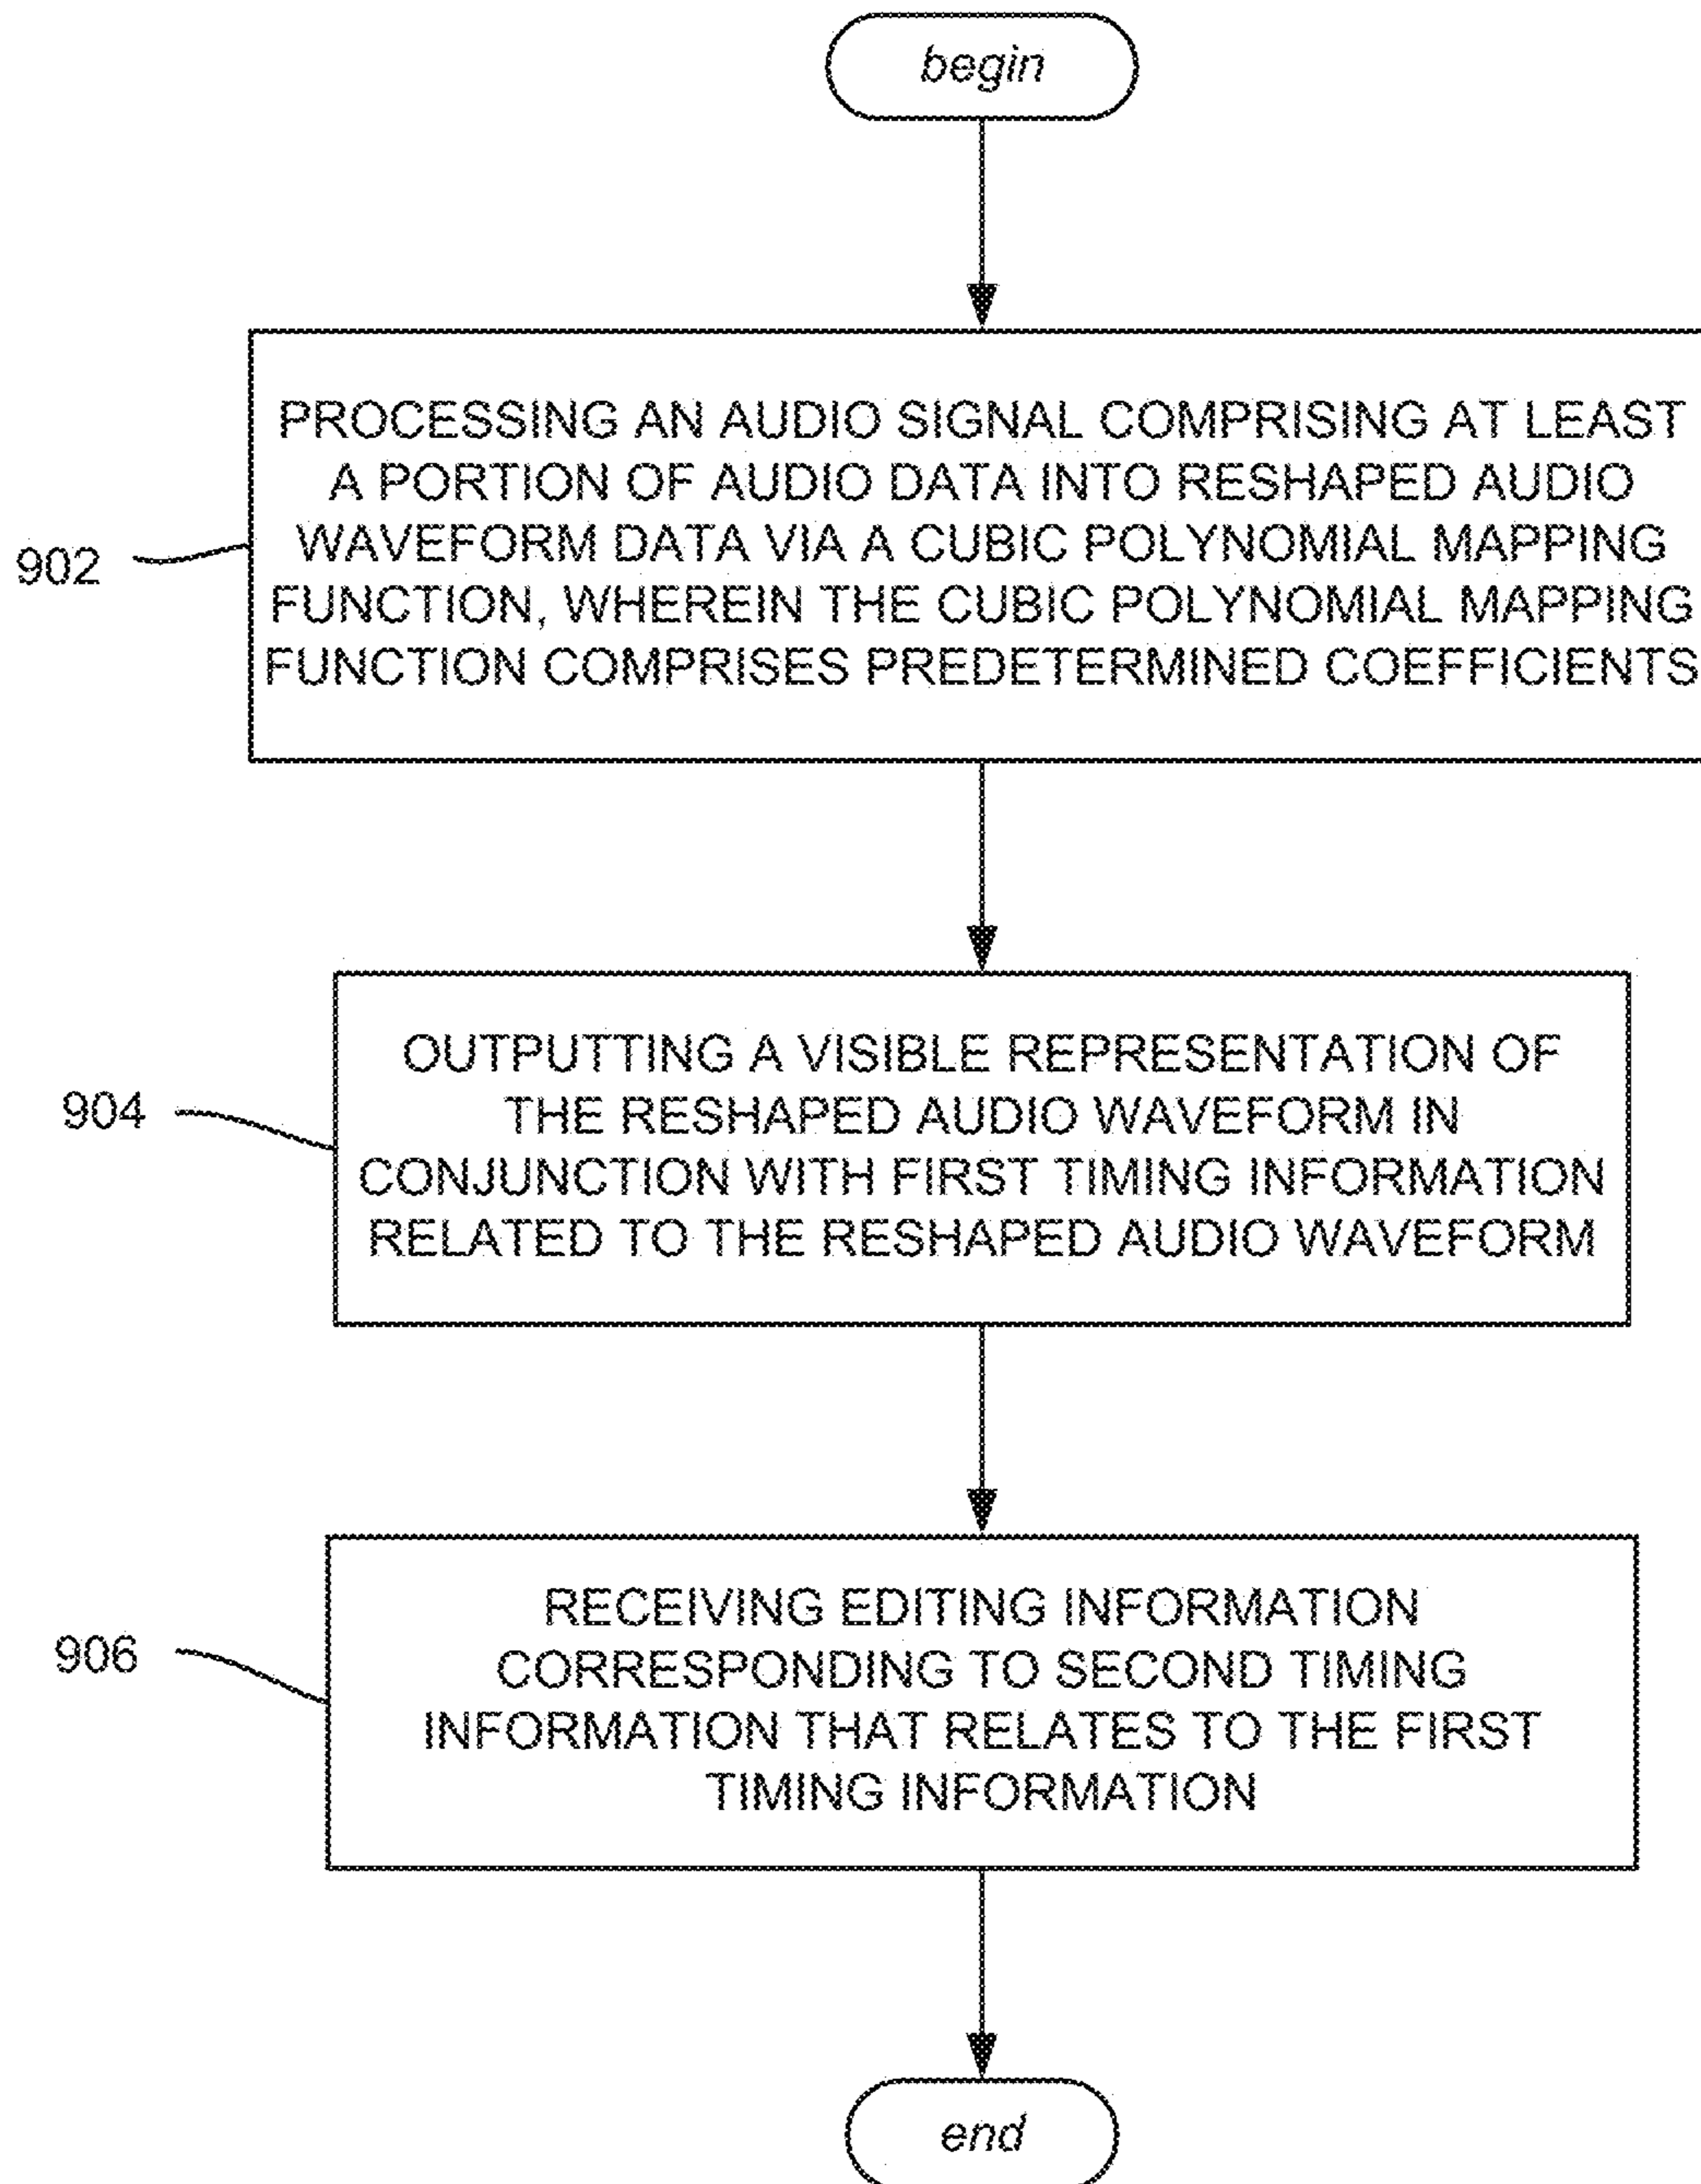 begin
902
PROCESSING AN AUDIO SIGNAL COMPRISING AT LEAST
A PORTION OF AUDIO DATA INTO RESHAPED AUDIO
WAVEFORM DATA VIA A CUBIC POLYNOMIAL MAPPING
FUNCTION, WHEREIN THE CUBIC POLYNOMIAL MAPPING
FUNCTION COMPRISES PREDETERMINED COEFFICIENTS
904
OUTPUTTING A VISIBLE REPRESENTATION OF
THE RESHAPED AUDIO WAVEFORM IN
CONJUNCTION WITH FIRST TIMING INFORMATION
RELATED TO THE RESHAPED AUDIO WAVEFORM
906
RECEIVING EDITING INFORMATION
CORRESPONDING TO SECOND TIMING
INFORMATION THAT RELATES TO THE FIRST
TIMING INFORMATION
end